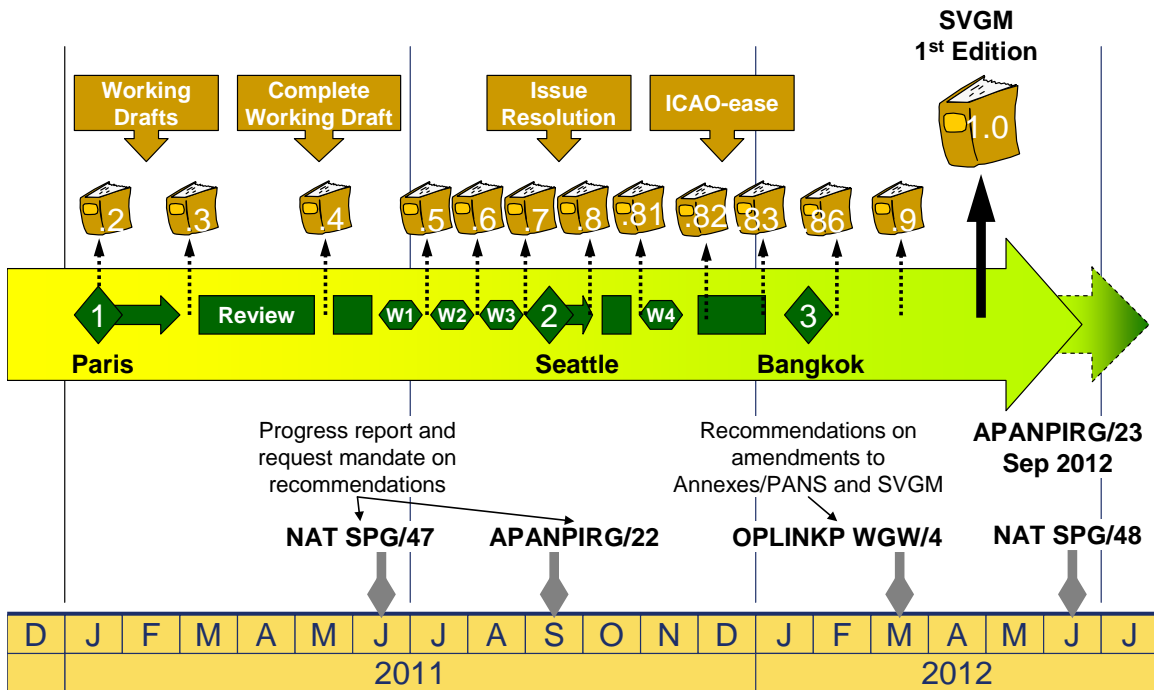 SVGM
1st Edition
Working
Drafts
Complete
Working Draft
Issue
Resolution
ICAO-ease
1.0
.2
.3
.4
.5
.6
.7
.8
.81
.82
.83
.86
.9
1
Review
W1
W2
W3
2
W4
3
Paris
Seattle
Bangkok
Progress report and
request mandate on
recommendations
Recommendations on
amendments to
Annexes/PANS and SVGM
APANPIRG/23
Sep 2012
NAT SPG/47
APANPIRG/22
OPLINKP WGW/4
NAT SPG/48
D J F M A M J J A S O N D J F M A M J J
2011
2012